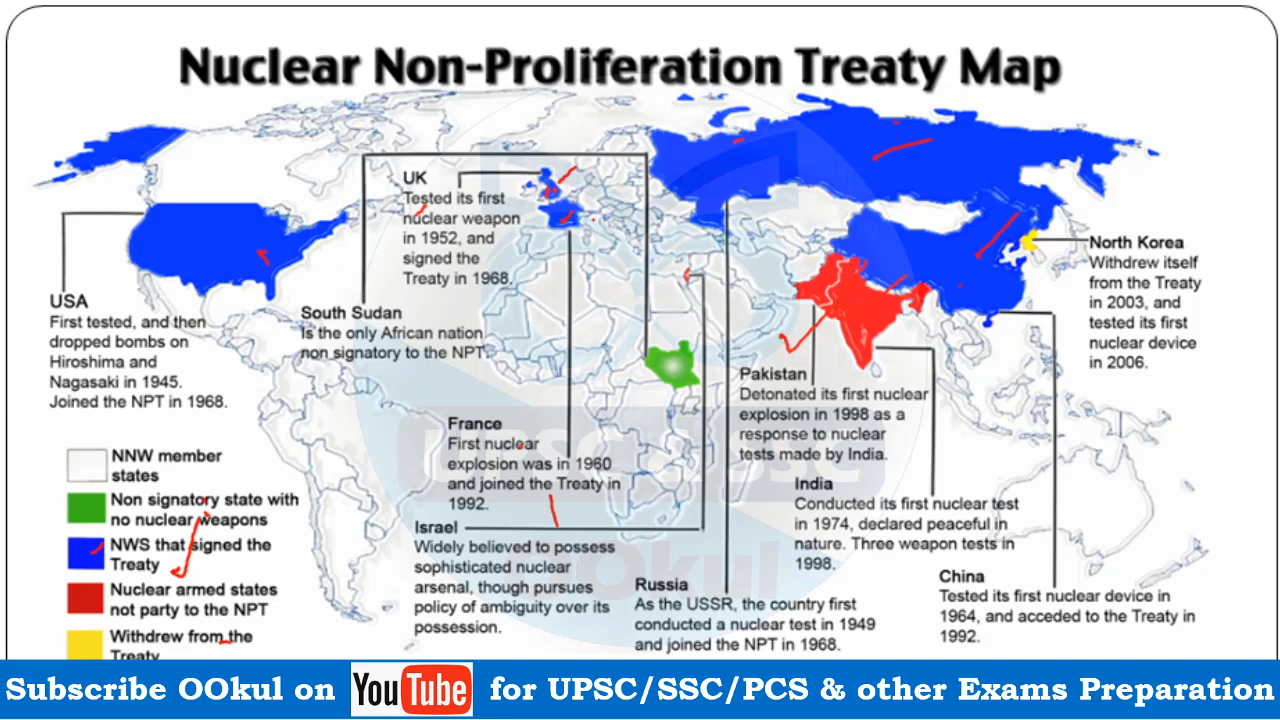 Nuclear Non-Proliferation Treaty Map
UK
Tested its first
nuclear weapon
in 1952, and
signed the
Treaty in 1968.
USA
First tested, and then
dropped bombs on
Hiroshima and
Nagasaki in 1945.
Joined the NPT in 1968.
South Sudan
Is the only African nation
non signatory to the NPT.
North Korea
Withdrew itself
from the Treaty
in 2003, and
tested its first
nuclear device
in 2006.
Pakistan
Detonated its first nuclear
explosion in 1998 as a
response to nuclear
tests made by India.
France
First nuclear
explosion was in 1960
and joined the Treaty in
1992.
India
Conducted its first nuclear test
in 1974, declared peaceful in
nature. Three weapon tests in
1998.
Israel
Widely believed to possess
sophisticated nuclear
arsenal, though pursues
policy of ambiguity over its
possession.
Russia
As the USSR, the country first
conducted a nuclear test in 1949
and joined the NPT in 1968.
China
Tested its first nuclear device in
1964, and acceded to the Treaty in
1992.
NNW member
states
Non signatory state with
no nuclear weapons
NWS that signed the
Treaty
Nuclear armed states
not party to the NPT
Withdrew from the
Treaty
UPSC SSC
OOkul
Subscribe OOkul on YouTube for UPSC/SSC/PCS & other Exams Preparation